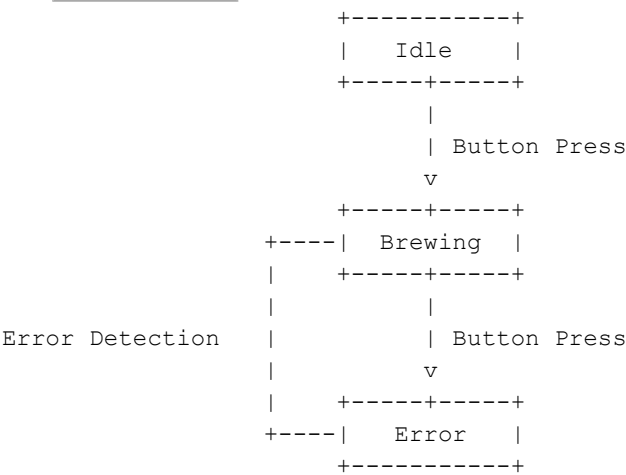 Idle
Button Press
Brewing
Error Detection
Button Press
Error